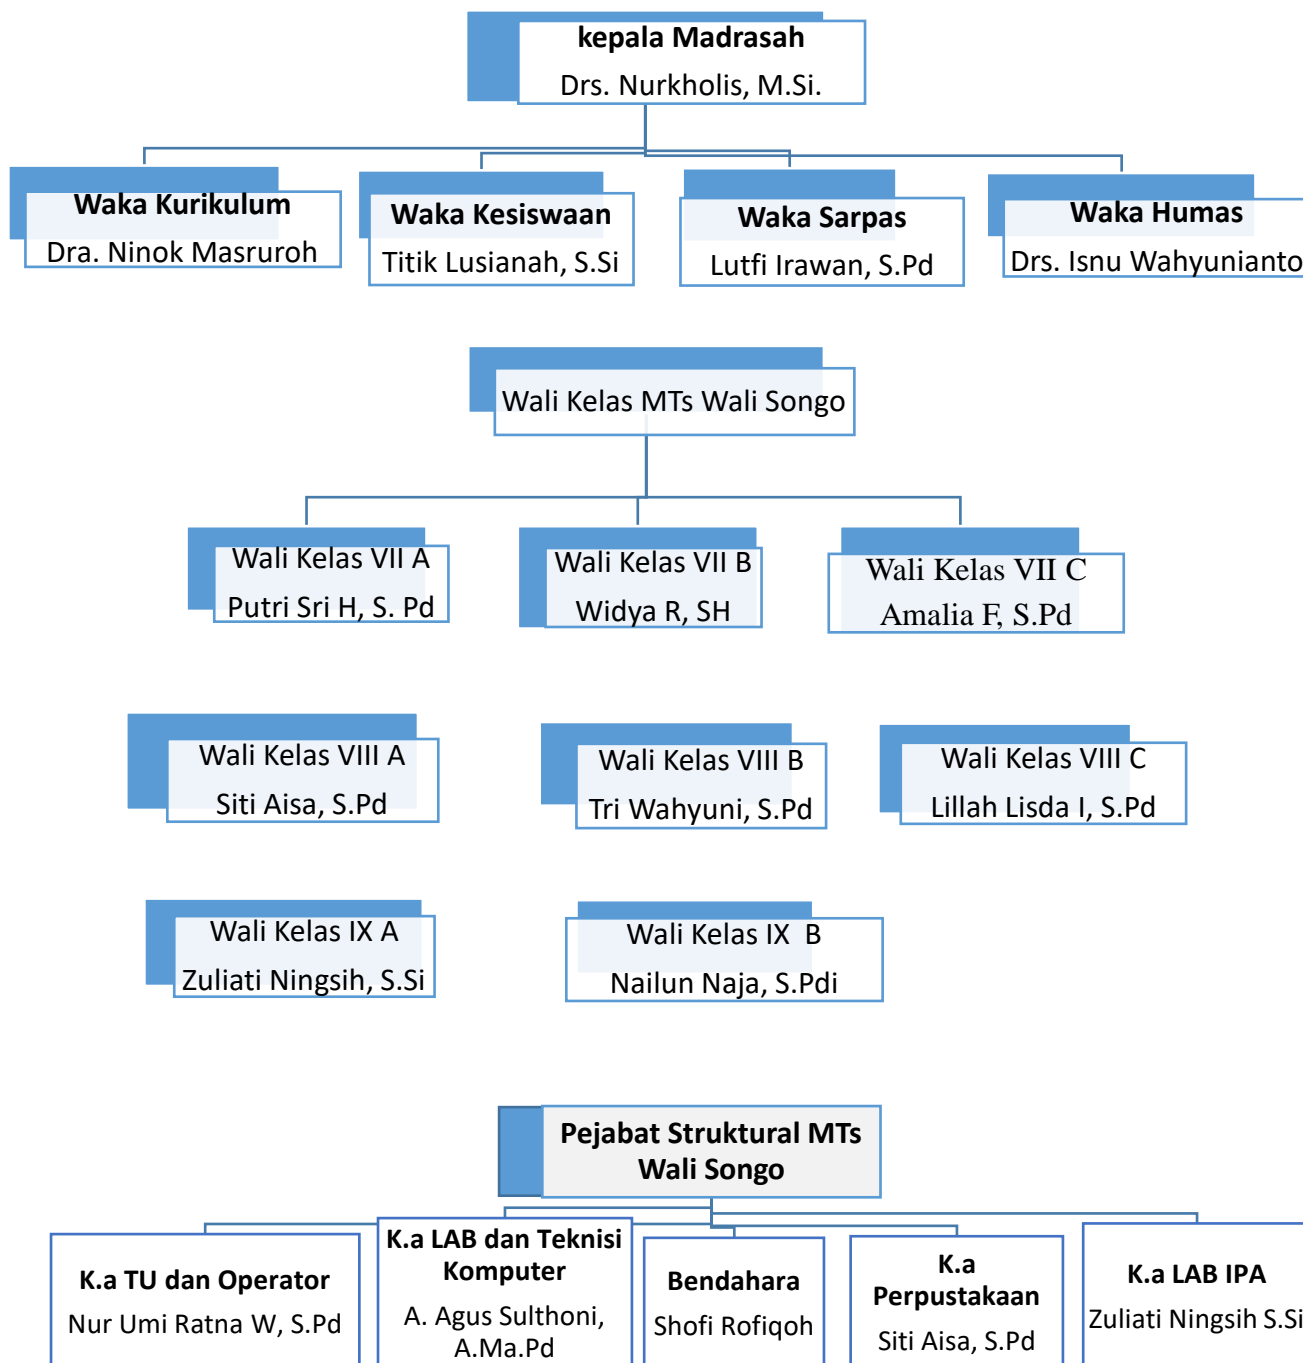 kepala Madrasah
Drs. Nurkholis, M.Si.
Waka Kurikulum
Dra. Ninok Masruroh
Waka Kesiswaan
Titik Lusianah, S.Si
Waka Sarpas
Lutfi Irawan, S.Pd
Waka Humas
Drs. Isnu Wahyunianto
Wali Kelas MTs Wali Songo
Wali Kelas VII A
Putri Sri H, S. Pd
Wali Kelas VII B
Widya R, SH
Wali Kelas VII C
Amalia F, S.Pd
Wali Kelas VIII A
Siti Aisa, S.Pd
Wali Kelas VIII B
Tri Wahyuni, S.Pd
Wali Kelas VIII C
Lillah Lisda I, S.Pd
Wali Kelas IX A
Zuliati Ningsih, S.Si
Wali Kelas IX  B
Nailun Naja, S.Pdi
Pejabat Struktural MTs
Wali Songo
K.a TU dan Operator
Nur Umi Ratna W, S.Pd
K.a LAB dan Teknisi
Komputer
A. Agus Sulthoni,
A.Ma.Pd
Bendahara
Shofi Rofiqoh
K.a
Perpustakaan
Siti Aisa, S.Pd
K.a LAB IPA
Zuliati Ningsih S.Si